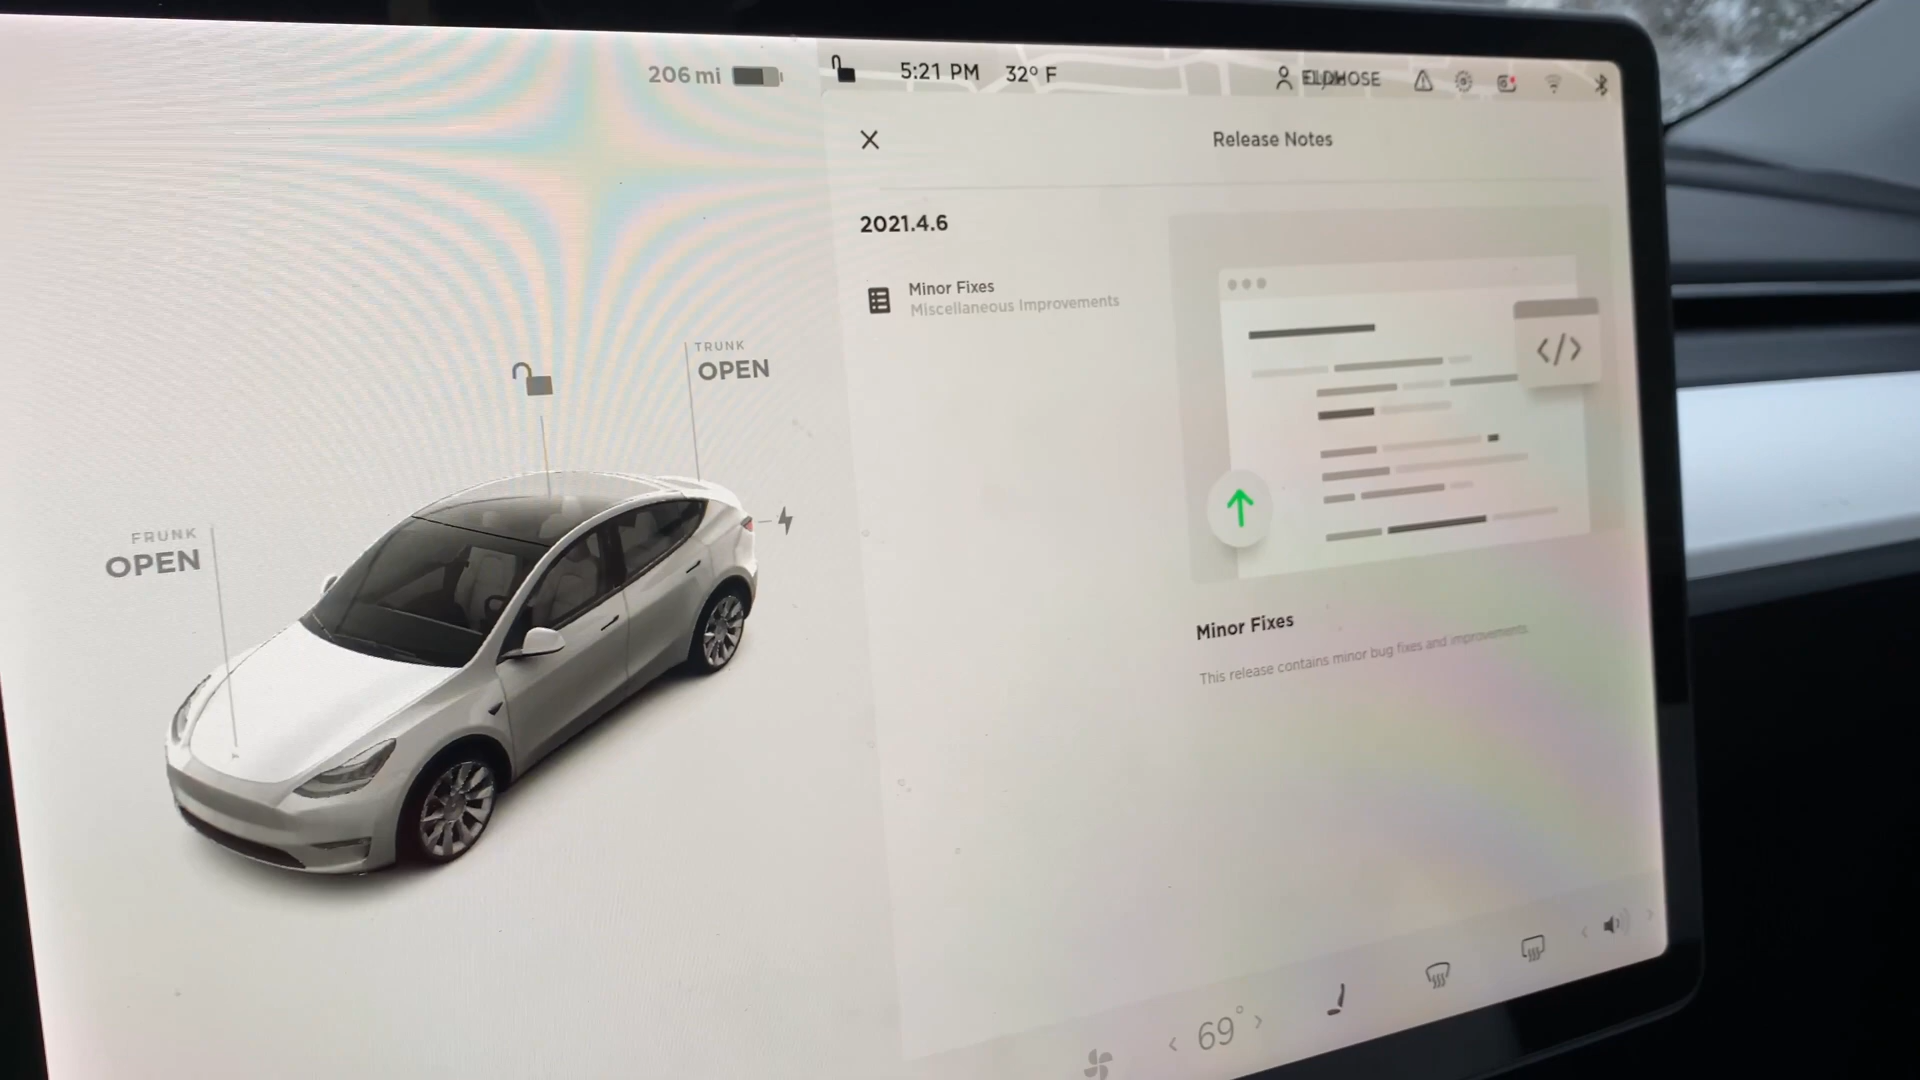 206 mi
5:21 PM 32° F
Release Notes
2021.4.6
Minor Fixes
Miscellaneous Improvements
TRUNK
OPEN
FRUNK
OPEN
</>
Minor Fixes
This release contains minor bug fixes and improvements
69°